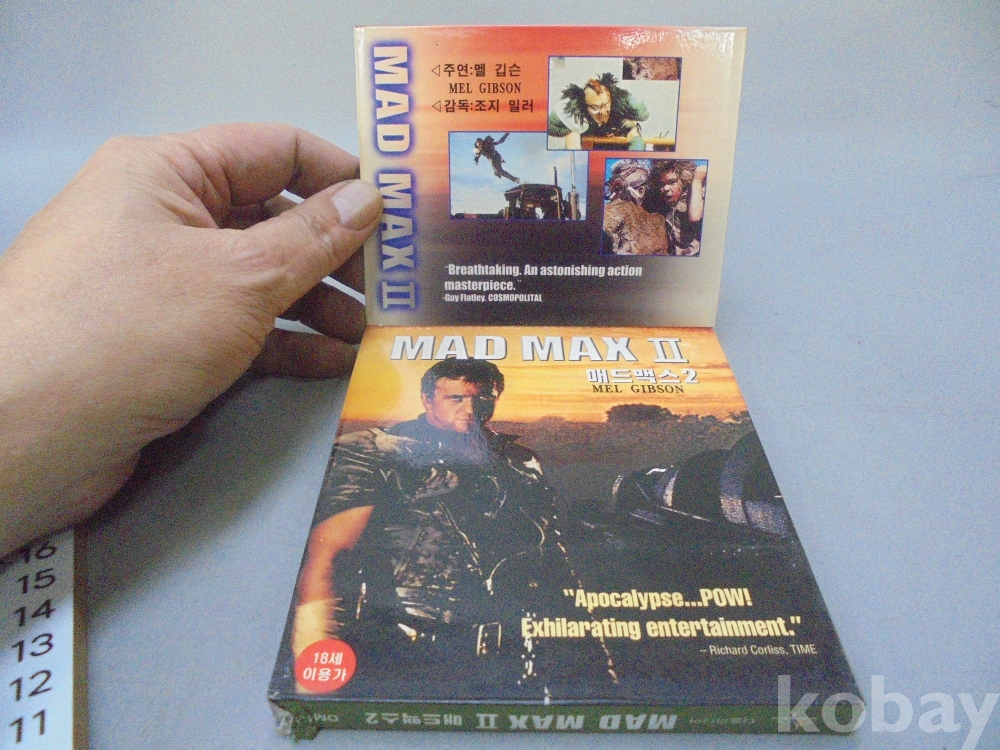 MAD MAX II
◁주연:멜 깁슨
MEL GIBSON
◁감독:조지 밀러
"Breathtaking. An astonishing action
masterpiece."
-Guy Flatley. COSMOPOLITAL
MAD MAX II
매드맥스2
MEL GIBSON
"Apocalypse...POW!
Exhilarating entertainment."
– Richard Corliss, TIME
18세
이용가
MAD MAX II 매드맥스2
16
15
14
13
12
11
kobay